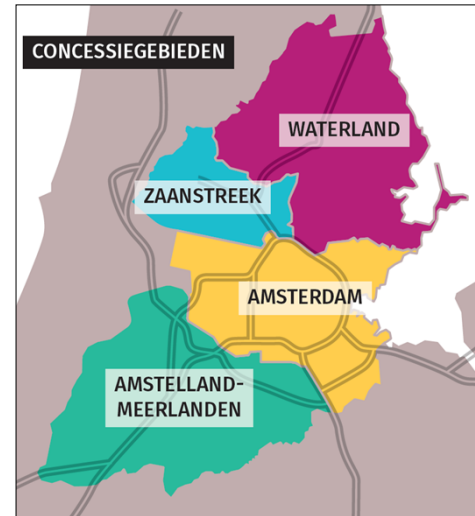 CONCESSIEGEBIEDEN
WATERLAND
ZAANSTREEK
AMSTERDAM
AMSTELLAND-
MEERLANDEN